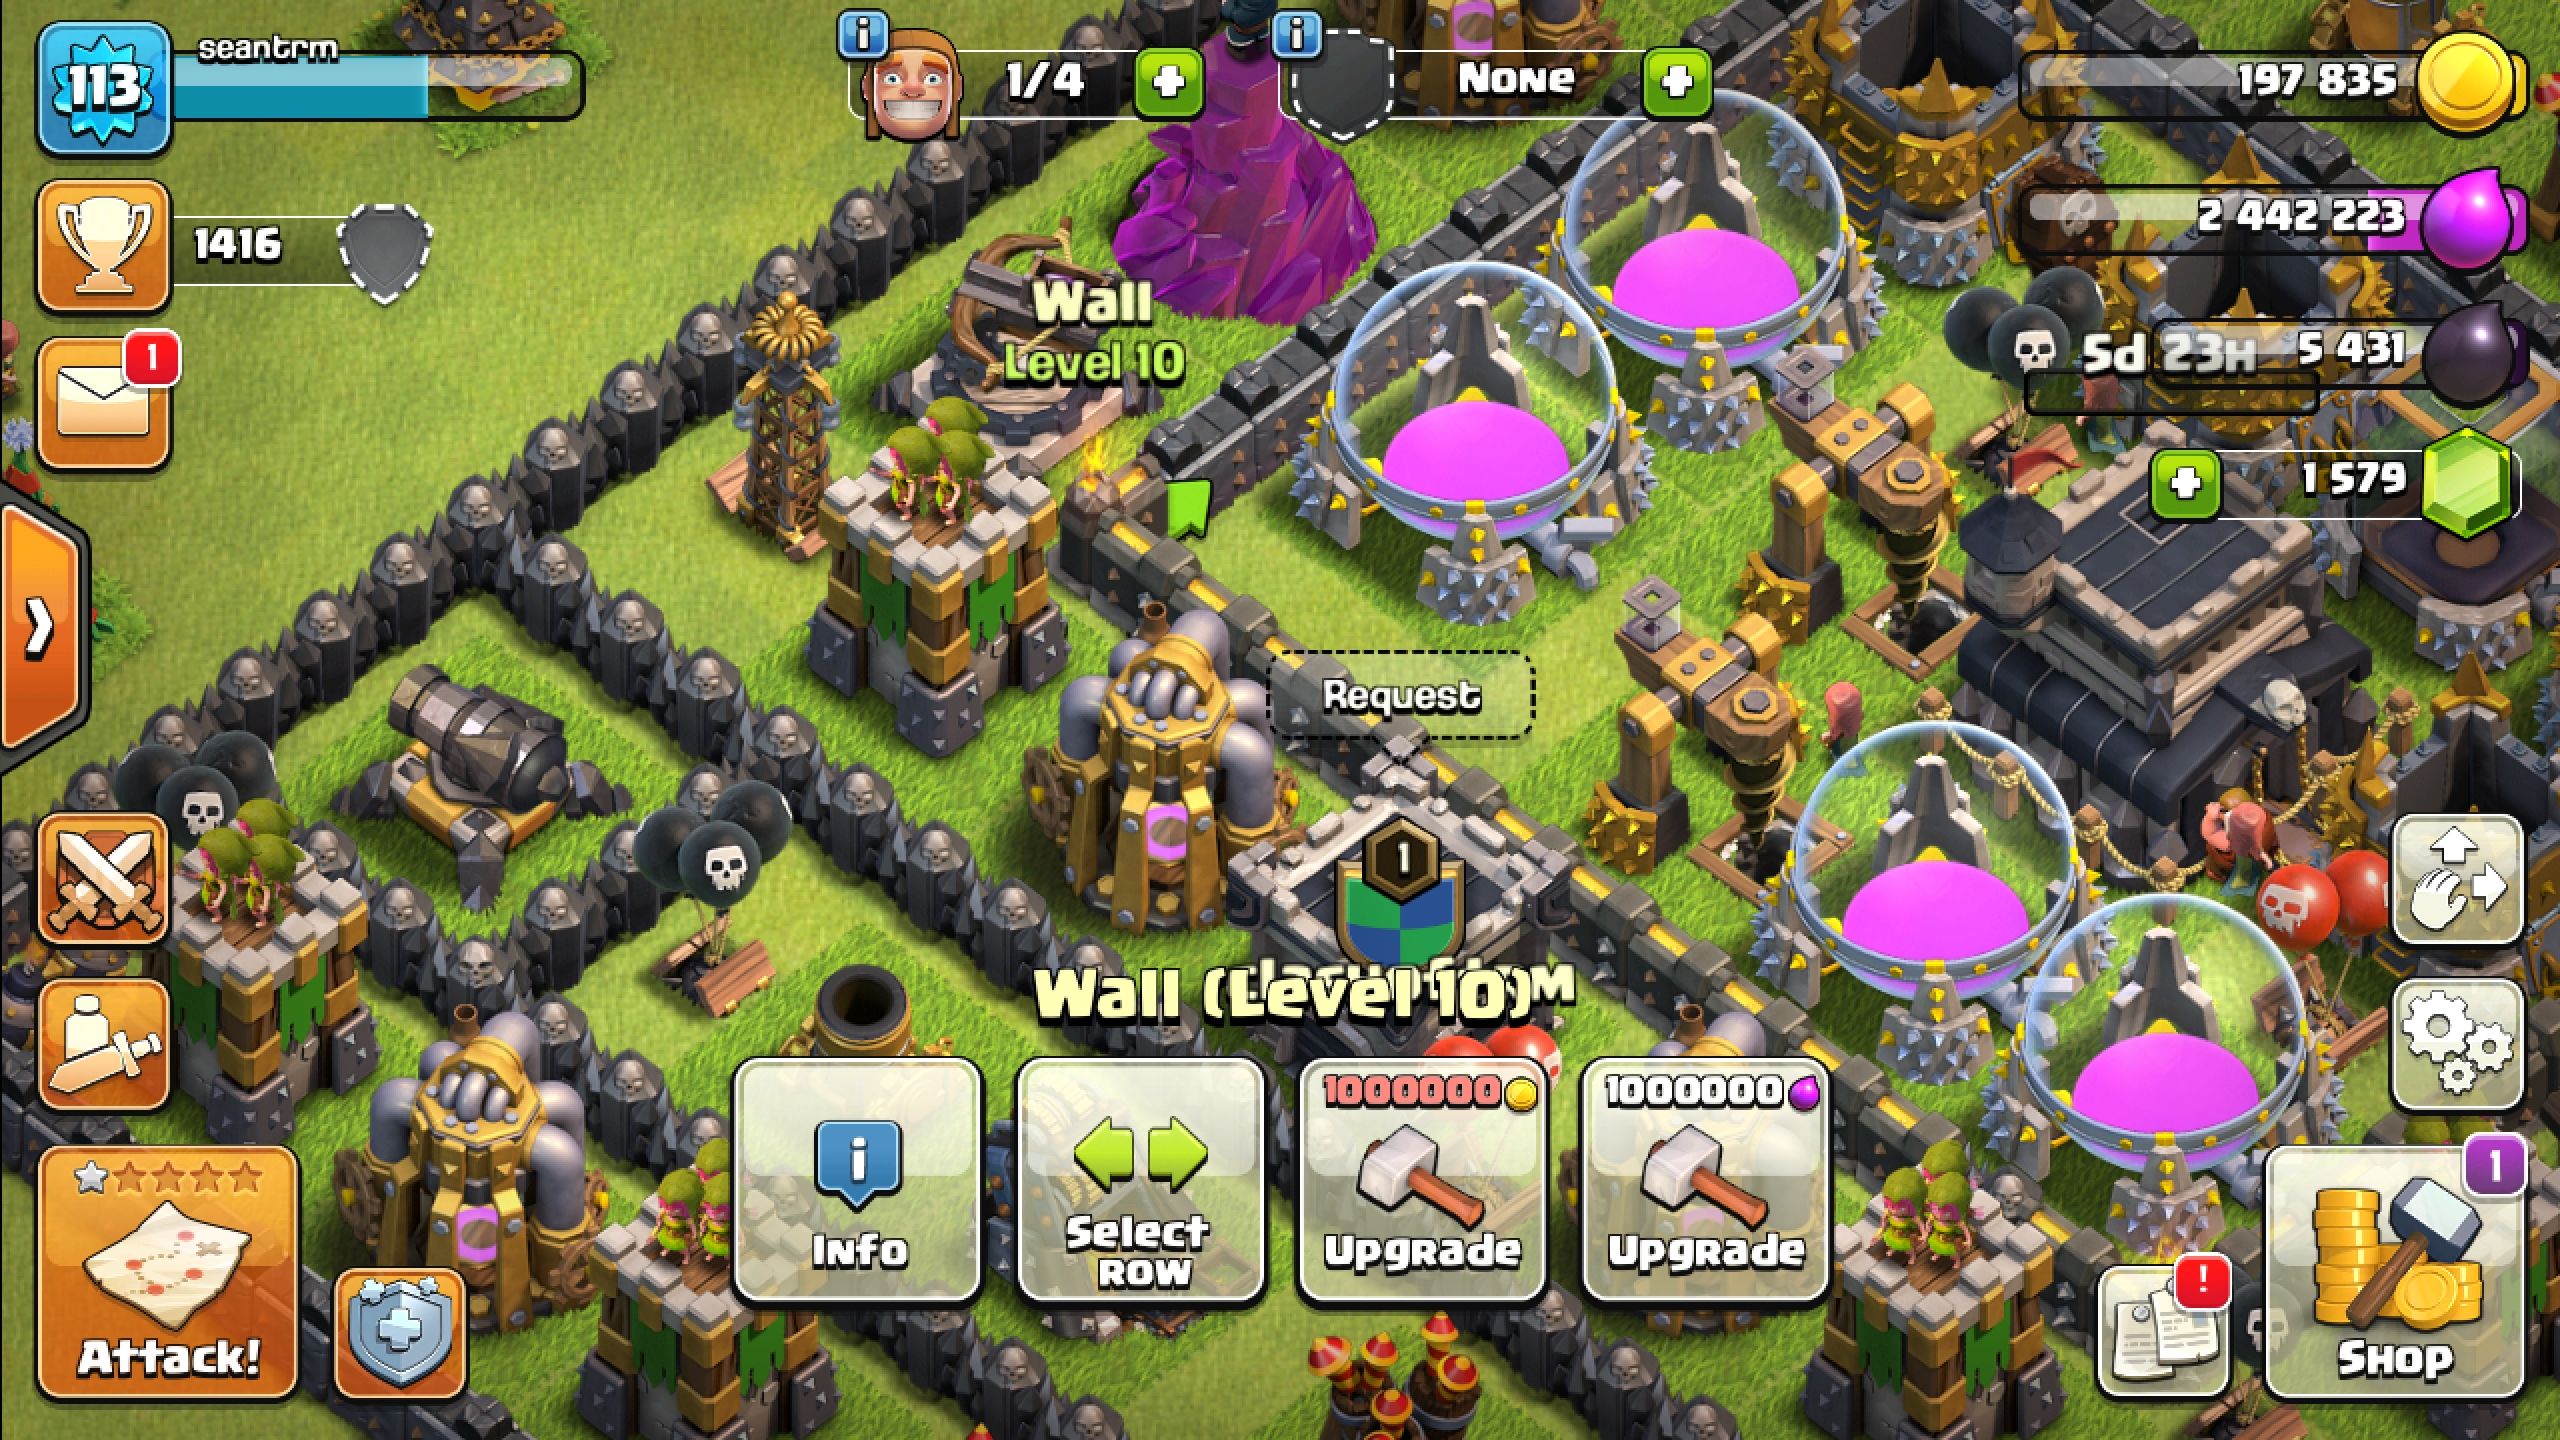 113
seantrm
1/4
None
197 835
1416
2 442 223
1
Wall
Level 10
5d 23H
5 431
1 579
Request
1
Wall (Level 10)
1000000
1000000
Info
Select
Row
Upgrade
Upgrade
Attack!
1
!
Shop